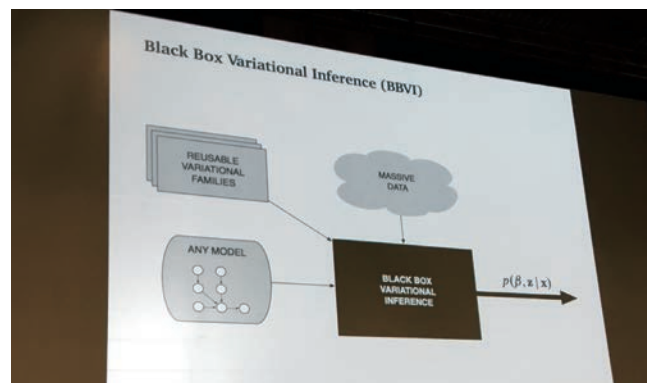 Black Box Variational Inference (BBVI)
REUSABLE
VARIATIONAL
FAMILIES
MASSIVE
DATA
ANY MODEL
BLACK BOX
VARIATIONAL
INFERENCE
p(β, z | x)